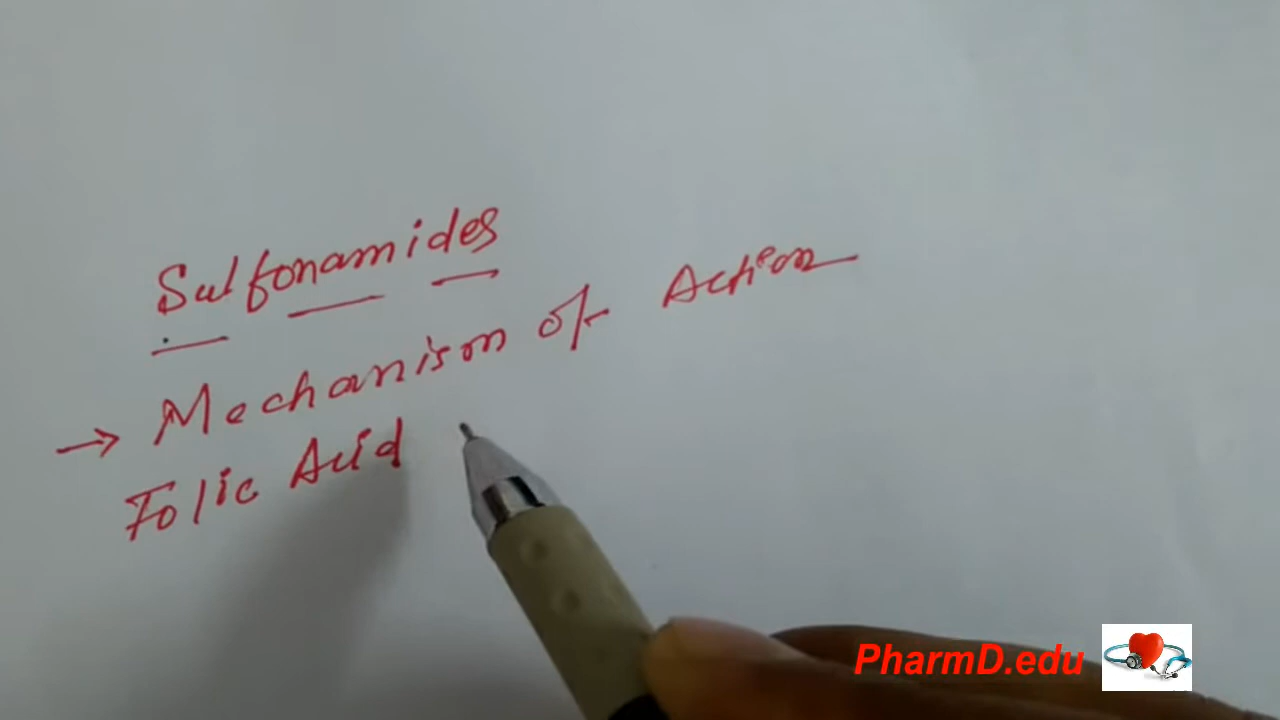 Sulfonamides
→ Mechanism of Action
Folic Acid
PharmD.edu